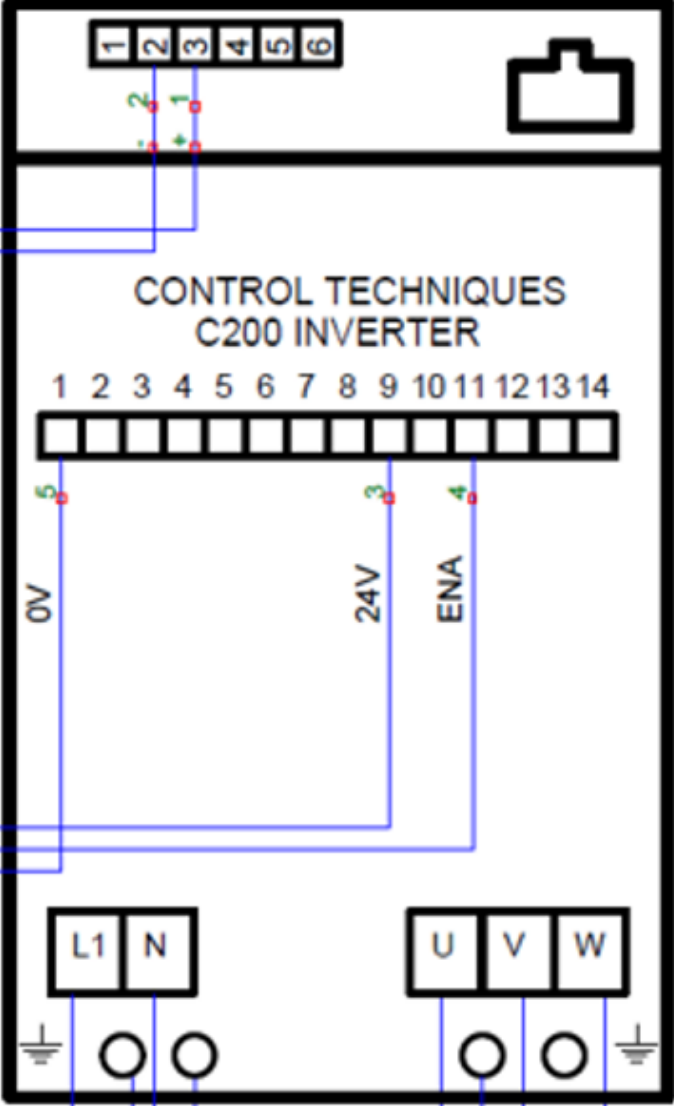 1 2 3 4 5 6
2 1
- +
CONTROL TECHNIQUES
C200 INVERTER
1 2 3 4 5 6 7 8 9 10 11 12 13 14
5 3 4
0V 24V ENA
L1 N U V W